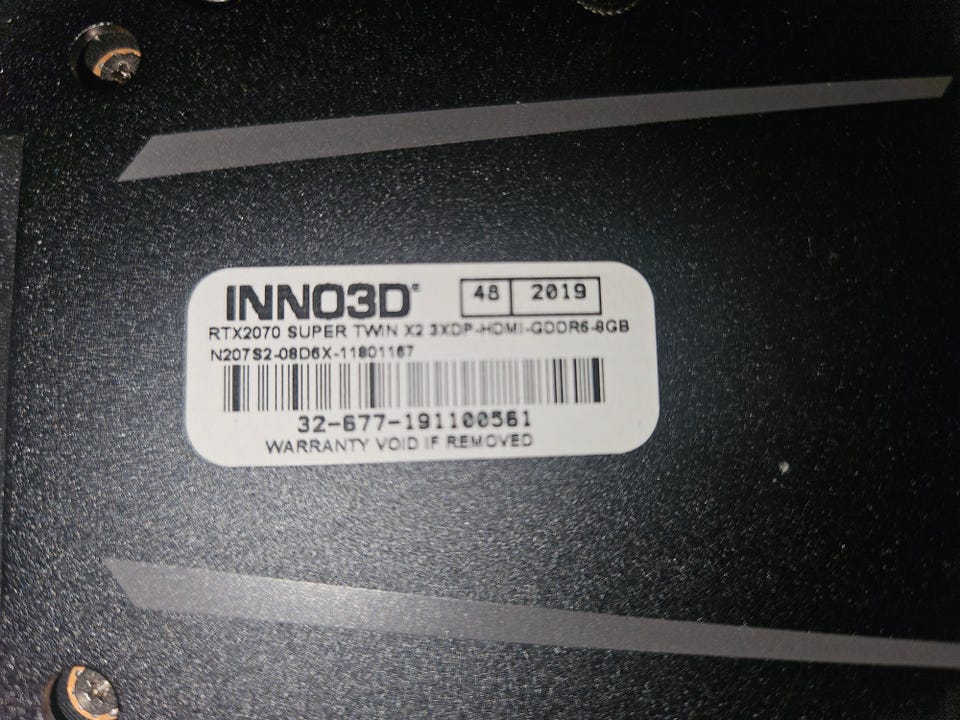 INNO3D® 48 2019
RTX2070 SUPER TWIN X2 3XDP-HDMI-GDDR6-8GB
N207S2-08D6X-11801167
32-677-191100561
WARRANTY VOID IF REMOVED